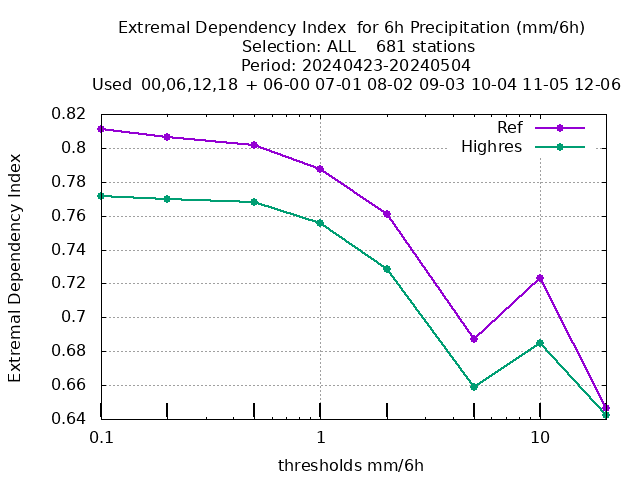 Extremal Dependency Index  for 6h Precipitation (mm/6h)
Selection: ALL    681 stations
Period: 20240423-20240504
Used  00,06,12,18  + 06-00 07-01 08-02 09-03 10-04 11-05 12-06
Ref
Highres
0.82
0.8
0.78
0.76
0.74
0.72
0.7
0.68
0.66
0.64
Extremal Dependency Index
0.1
1
10
thresholds mm/6h